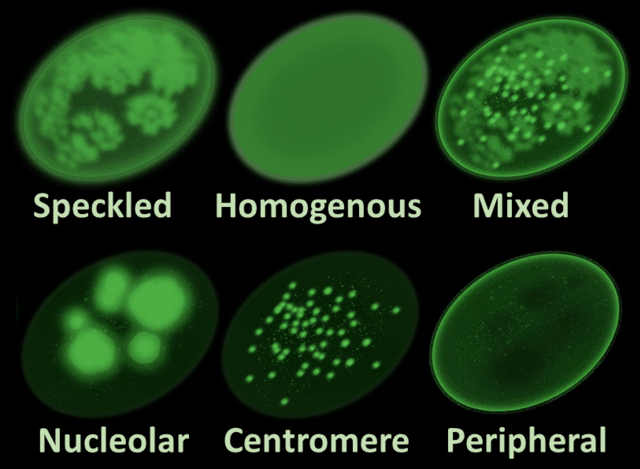 Speckled Homogenous Mixed
Nucleolar Centromere Peripheral